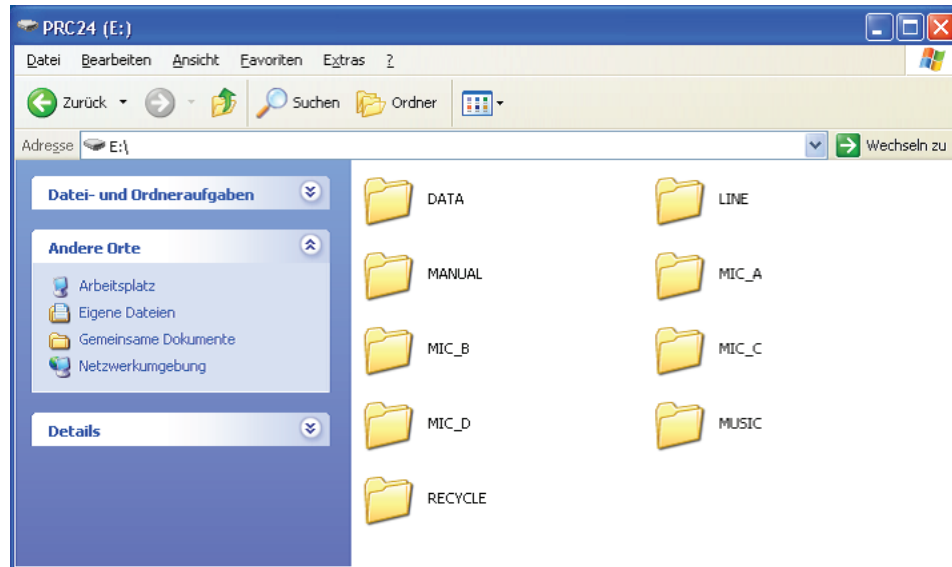 PRC24 (E:)
Datei Bearbeiten Ansicht Favoriten Extras ?
Zurück Suchen Ordner
Adresse E:\ Wechseln zu
Datei- und Ordneraufgaben
Andere Orte
Arbeitsplatz
Eigene Dateien
Gemeinsame Dokumente
Netzwerkumgebung
Details
DATA LINE
MANUAL MIC_A
MIC_B MIC_C
MIC_D MUSIC
RECYCLE